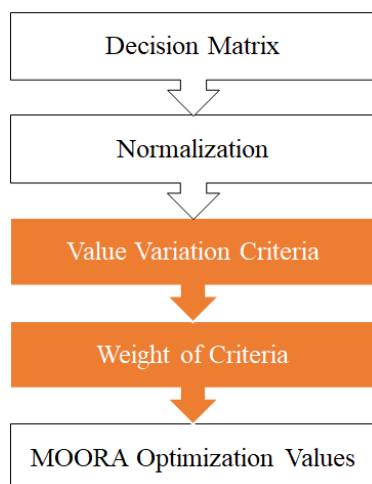 Decision Matrix
Normalization
Value Variation Criteria
Weight of Criteria
MOORA Optimization Values